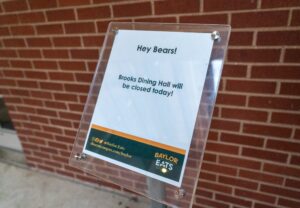 Hey Bears!
Brooks Dining Hall will
be closed today!
BAYLOR
EATS